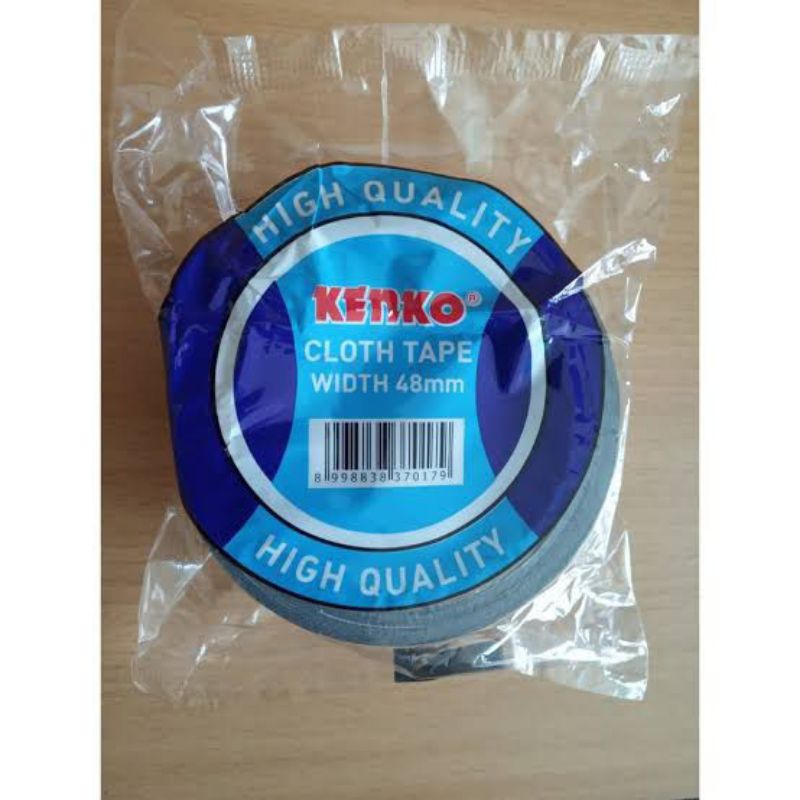 HIGH QUALITY
KENKO®
CLOTH TAPE
WIDTH 48mm
8 998838 370179
HIGH QUALITY